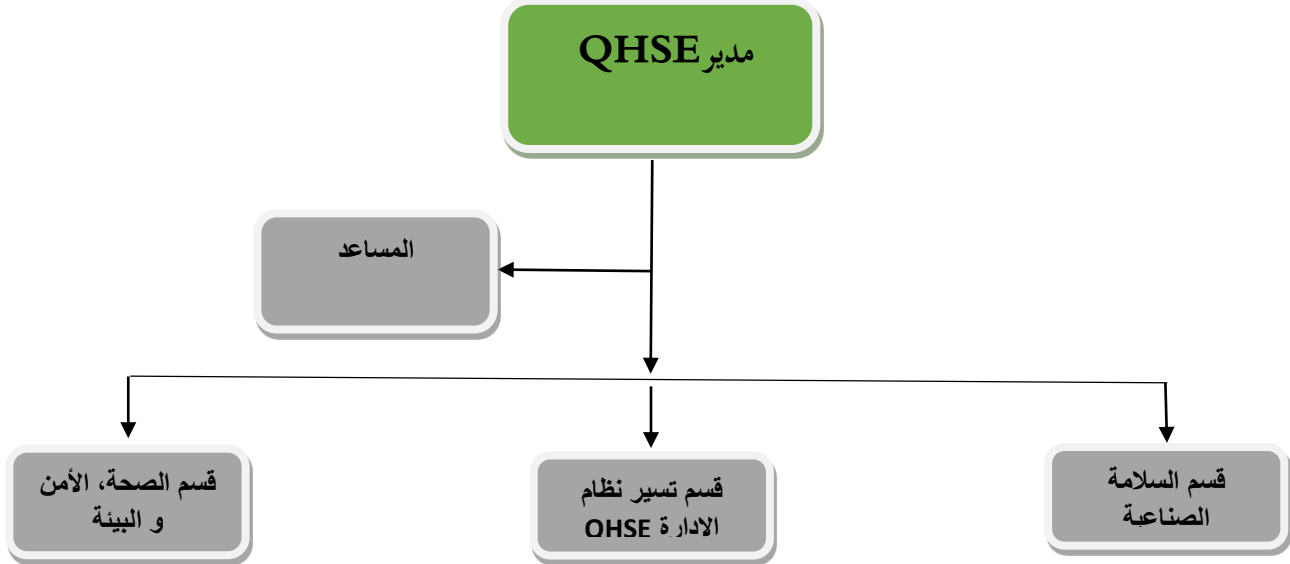 مدير QHSE
المساعد
قسم السلامة
الصناعية
قسم تسير نظام
الادارة QHSE
قسم الصحة، الأمن
و البيئة